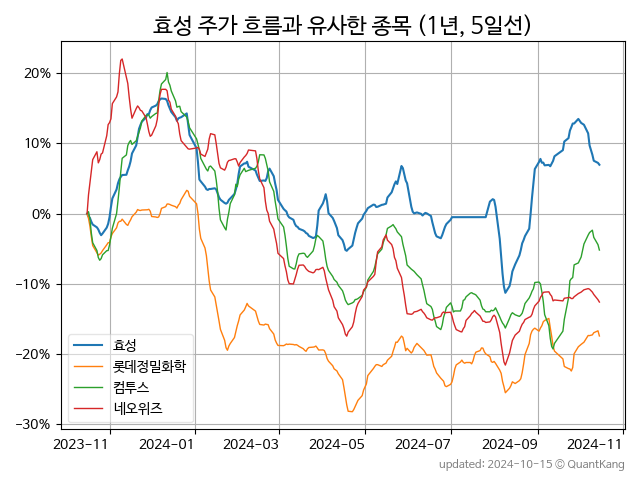 효성 주가 흐름과 유사한 종목 (1년, 5일선)
20%
10%
0%
−10%
−20%
−30%
효성
롯데정밀화학
컴투스
네오위즈
2023-11 2024-01 2024-03 2024-05 2024-07 2024-09 2024-11
updated: 2024-10-15 © QuantKang